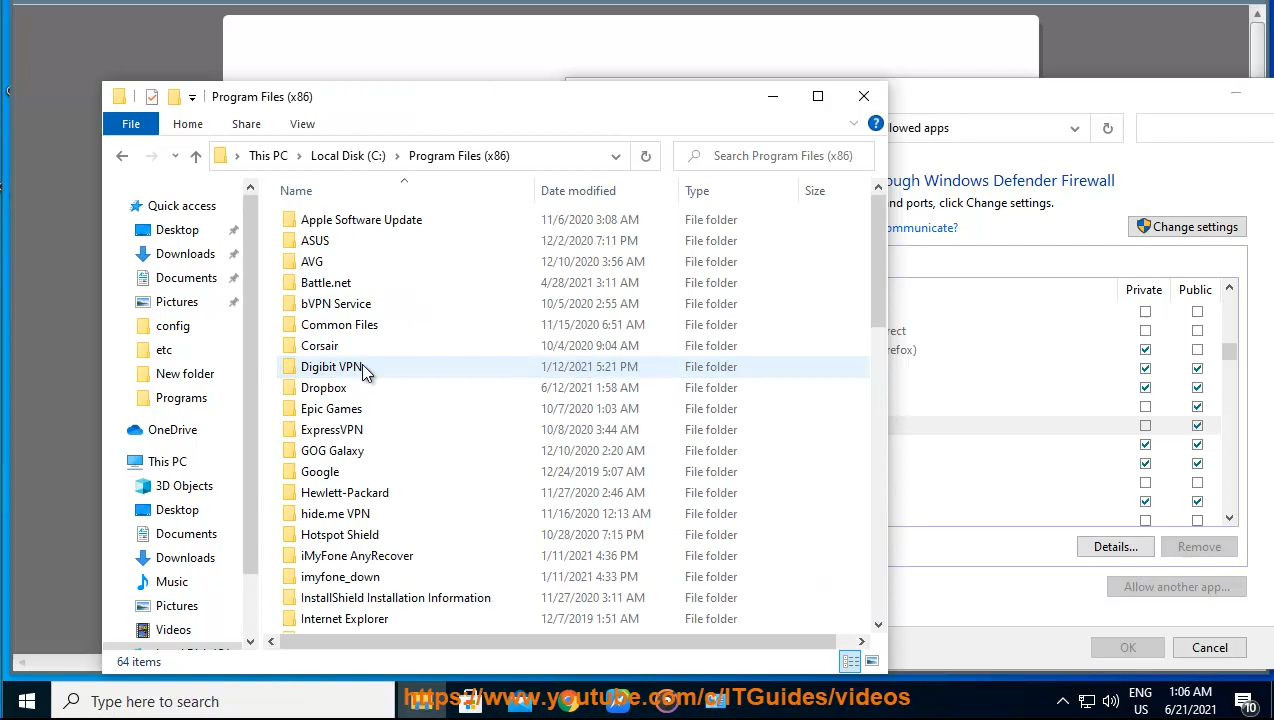 Program Files (x86)
File
Home
Share
View
This PC
Local Disk (C:)
Program Files (x86)
Search Program Files (x86)
Name
Date modified
Type
Size
Quick access
Desktop
Downloads
Documents
Pictures
config
etc
New folder
Programs
OneDrive
This PC
3D Objects
Desktop
Documents
Downloads
Music
Pictures
Videos
Apple Software Update 11/6/2020 3:08 AM File folder
ASUS 12/2/2020 7:11 PM File folder
AVG 12/10/2020 3:56 AM File folder
Battle.net 4/28/2021 3:11 AM File folder
bVPN Service 10/5/2020 2:55 AM File folder
Common Files 11/15/2020 6:51 AM File folder
Corsair 10/4/2020 9:04 AM File folder
Digibit VPN 1/12/2021 5:21 PM File folder
Dropbox 6/12/2021 1:58 AM File folder
Epic Games 10/7/2020 1:03 AM File folder
ExpressVPN 10/8/2020 3:44 AM File folder
GOG Galaxy 12/10/2020 2:20 AM File folder
Google 12/24/2019 5:07 AM File folder
Hewlett-Packard 11/27/2020 2:46 AM File folder
hide.me VPN 11/16/2020 12:13 AM File folder
Hotspot Shield 10/28/2020 7:15 PM File folder
iMyFone AnyRecover 1/11/2021 4:36 PM File folder
imyfone_down 1/11/2021 4:33 PM File folder
InstallShield Installation Information 11/27/2020 3:11 AM File folder
Internet Explorer 12/7/2019 1:51 AM File folder
64 items
lowed apps
ough Windows Defender Firewall
and ports, click Change settings.
ommunicate?
Change settings
Private
Public
rect
refox)
Details...
Remove
Allow another app...
OK
Cancel
Type here to search
https://www.youtube.com/c/ITGuides/videos
ENG
US
1:06 AM
6/21/2021
10